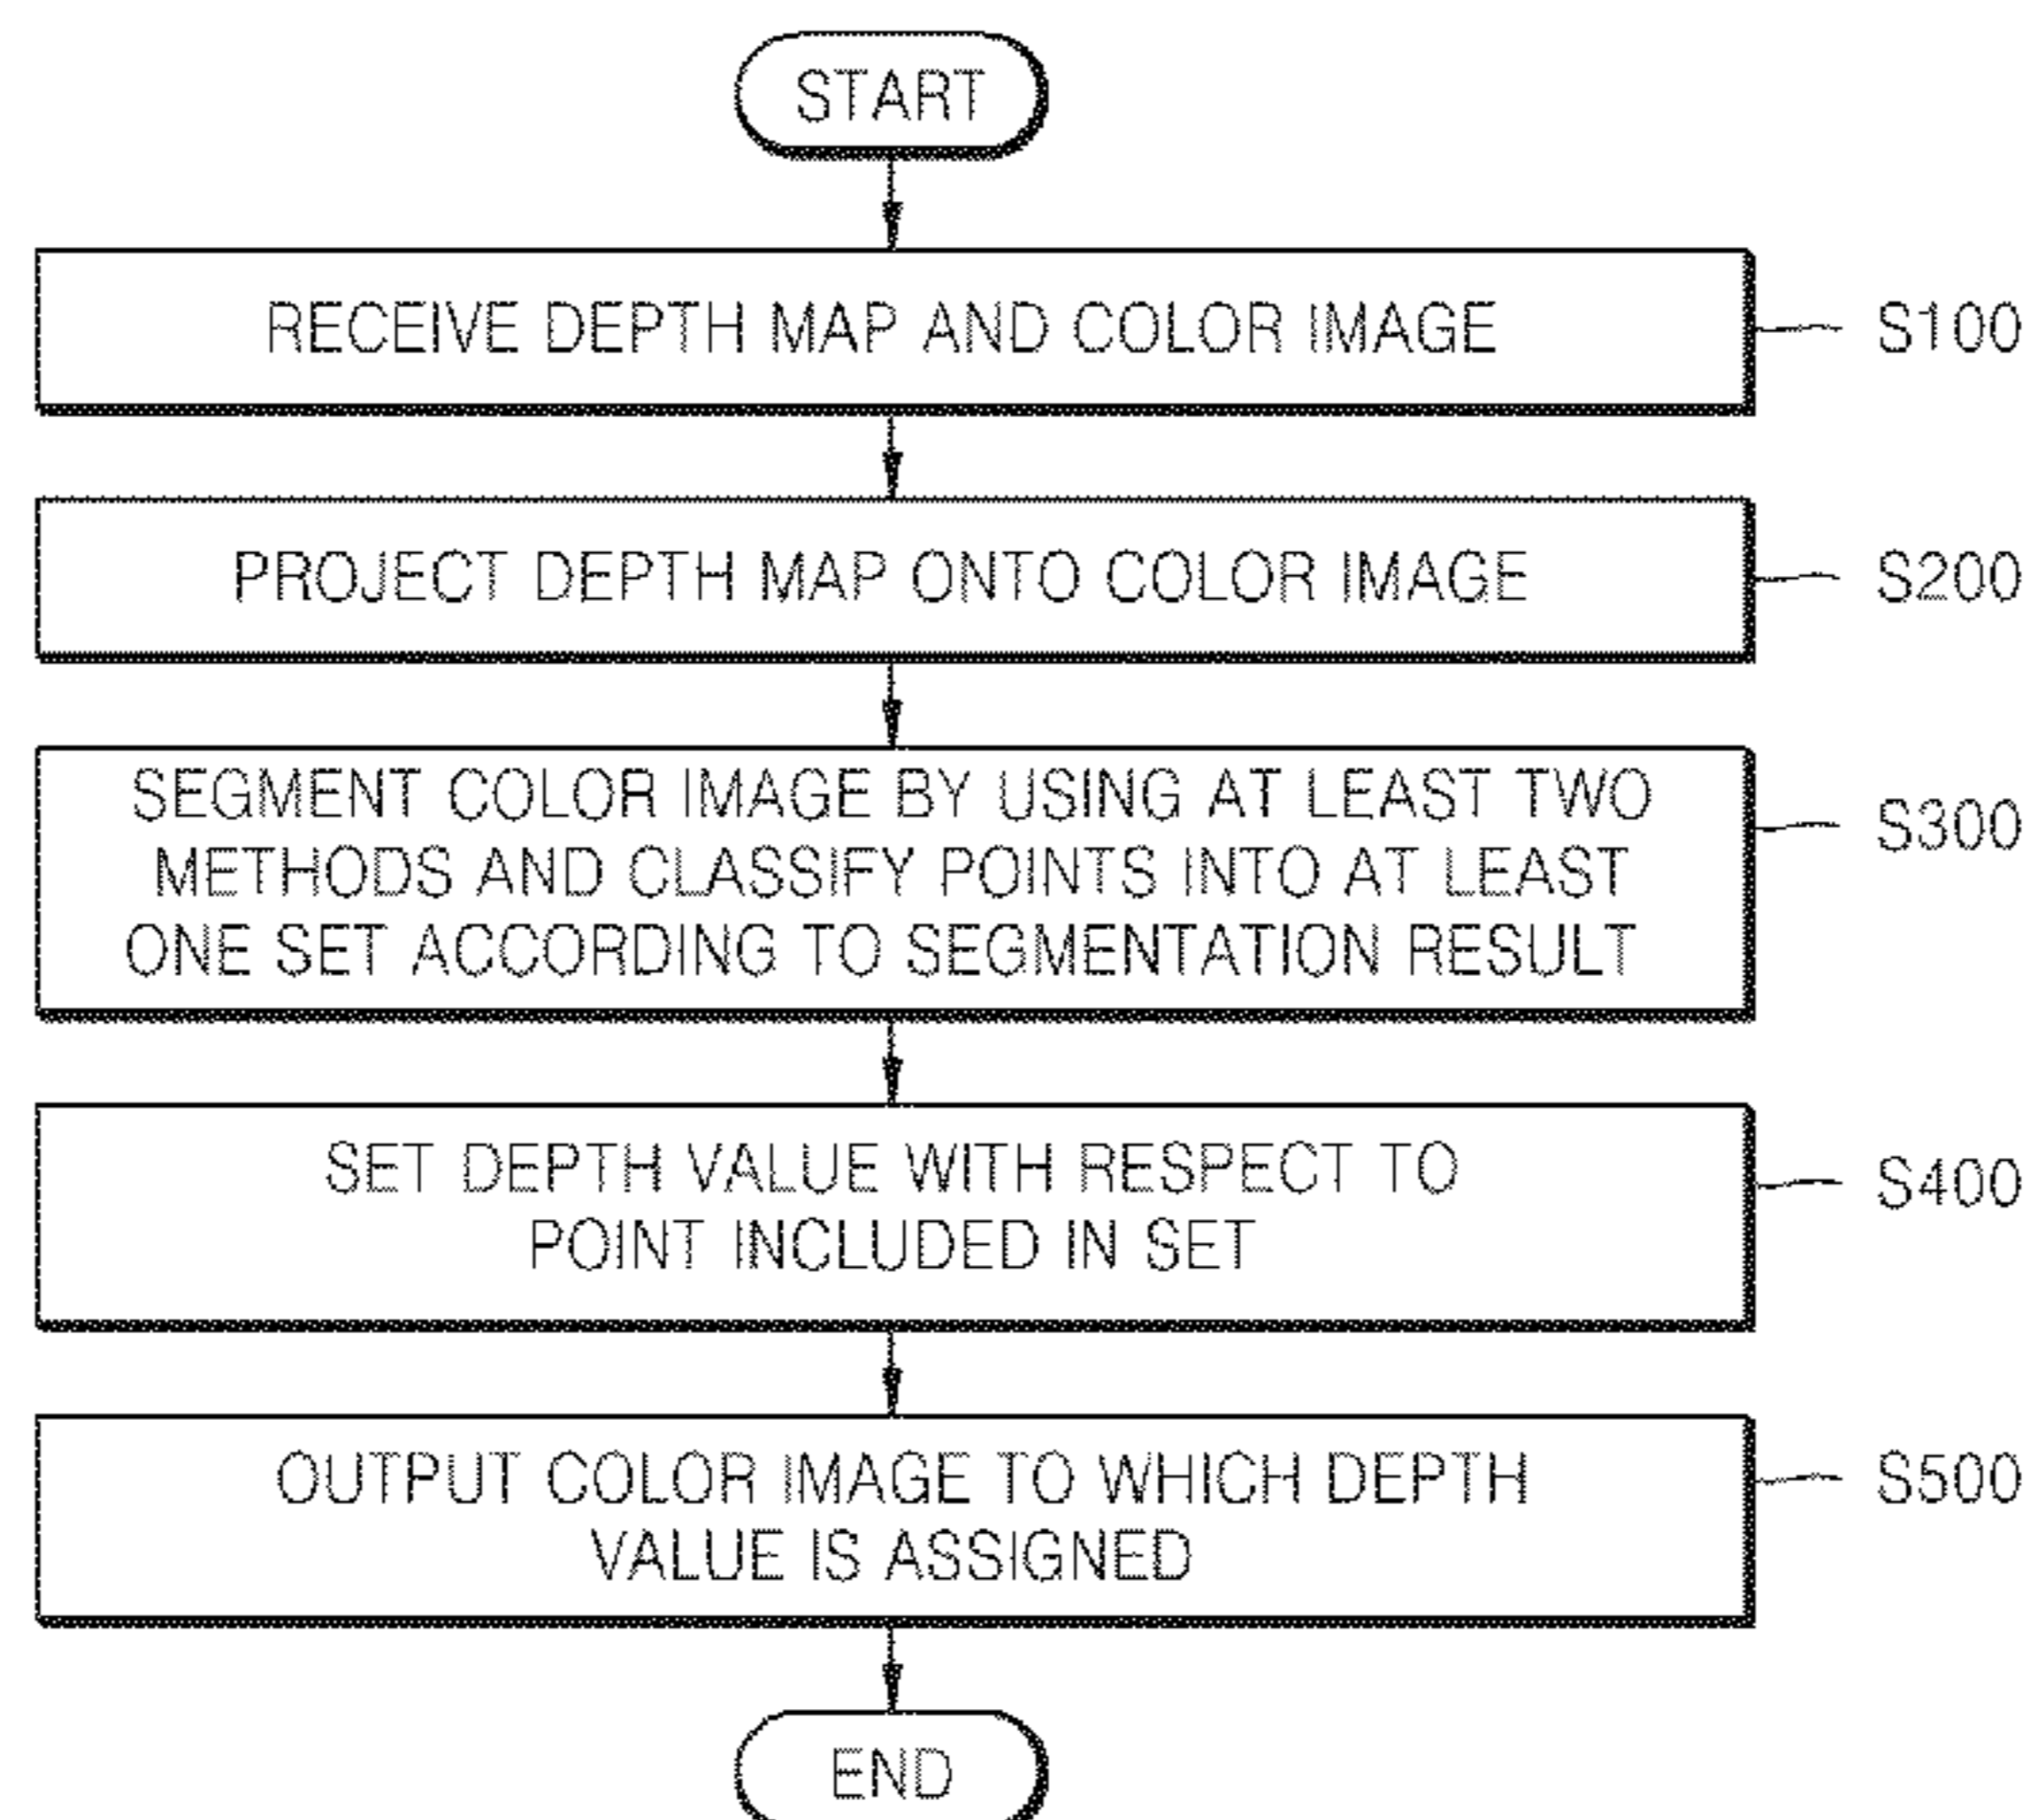 START
RECEIVE DEPTH MAP AND COLOR IMAGE
S100
PROJECT DEPTH MAP ONTO COLOR IMAGE
S200
SEGMENT COLOR IMAGE BY USING AT LEAST TWO
METHODS AND CLASSIFY POINTS INTO AT LEAST
ONE SET ACCORDING TO SEGMENTATION RESULT
S300
SET DEPTH VALUE WITH RESPECT TO
POINT INCLUDED IN SET
S400
OUTPUT COLOR IMAGE TO WHICH DEPTH
VALUE IS ASSIGNED
S500
END